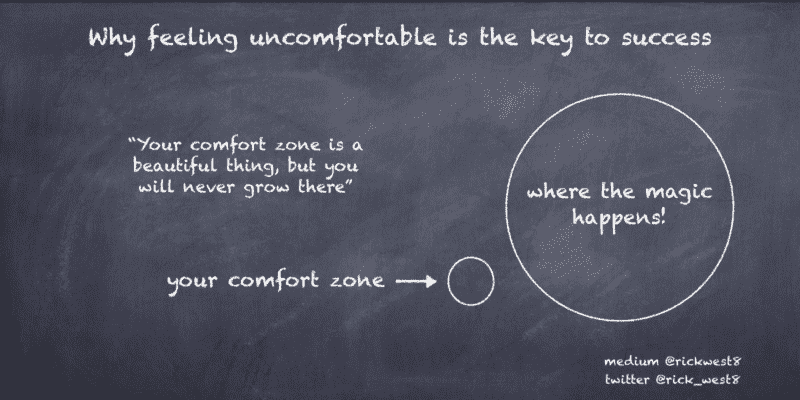 Why feeling uncomfortable is the key to success
“Your comfort zone is a
beautiful thing, but you
will never grow there”
where the magic
happens!
your comfort zone
medium @rickwest8
twitter @rick_west8